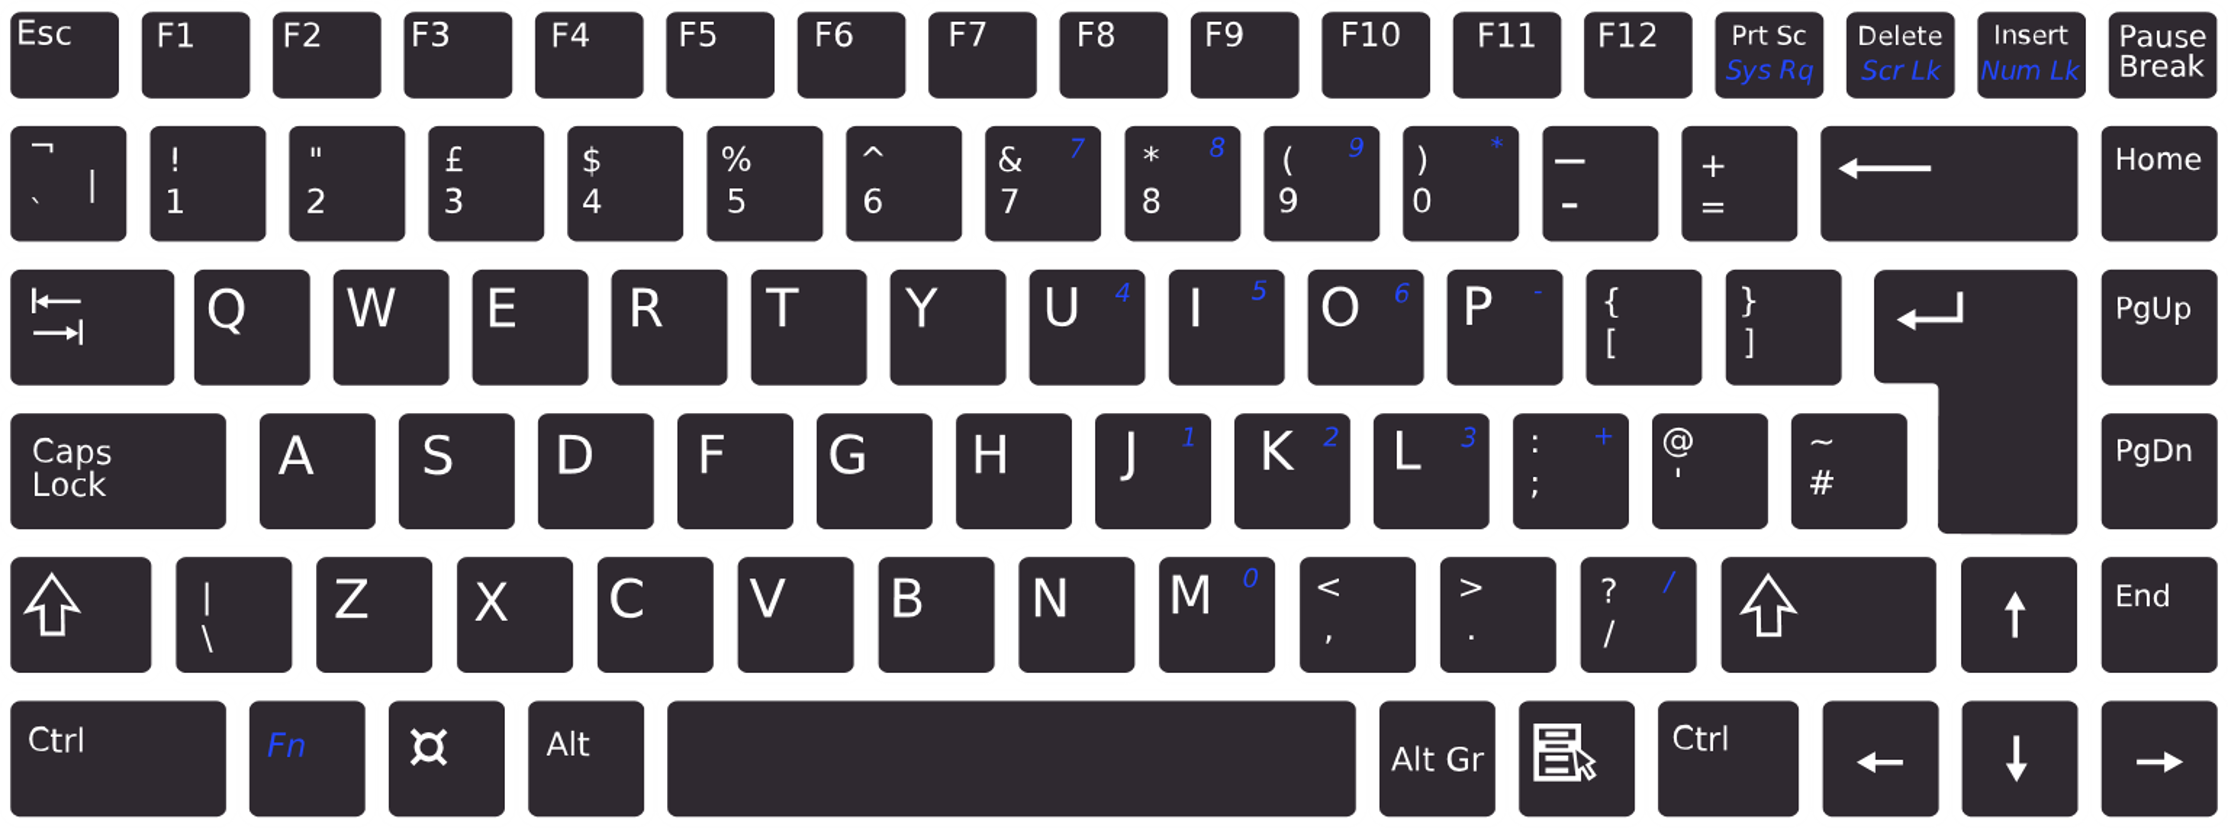 Esc F1 F2 F3 F4 F5 F6 F7 F8 F9 F10 F11 F12 Prt Sc Delete Insert Pause
Sys Rq Scr Lk Num Lk Break
¬ ! " £ $ % ^ & 7 * 8 ( 9 ) * — + Home
` | 1 2 3 4 5 6 7 8 9 0 - =
Q W E R T Y U 4 I 5 O 6 P - { } PgUp
[ ]
Caps A S D F G H J 1 K 2 L 3 : + @ ~ PgDn
Lock ; ' #
| Z X C V B N M 0 < > ? / End
\ , . /
Ctrl Fn ¤ Alt Alt Gr Ctrl